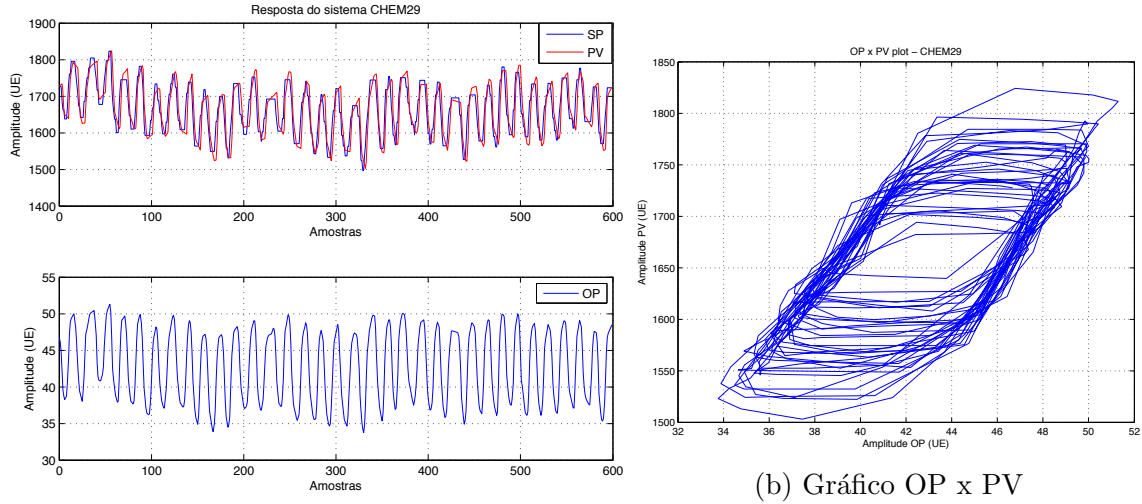 Resposta do sistema CHEM29
Amplitude (UE)
1900
1800
1700
1600
1500
1400
0 100 200 300 400 500 600
Amostras
SP
PV
Amplitude (UE)
55
50
45
40
35
30
0 100 200 300 400 500 600
Amostras
OP
OP x PV plot – CHEM29
Amplitude PV (UE)
1850
1800
1750
1700
1650
1600
1550
1500
32 34 36 38 40 42 44 46 48 50 52
Amplitude OP (UE)
(b) Gráfico OP x PV